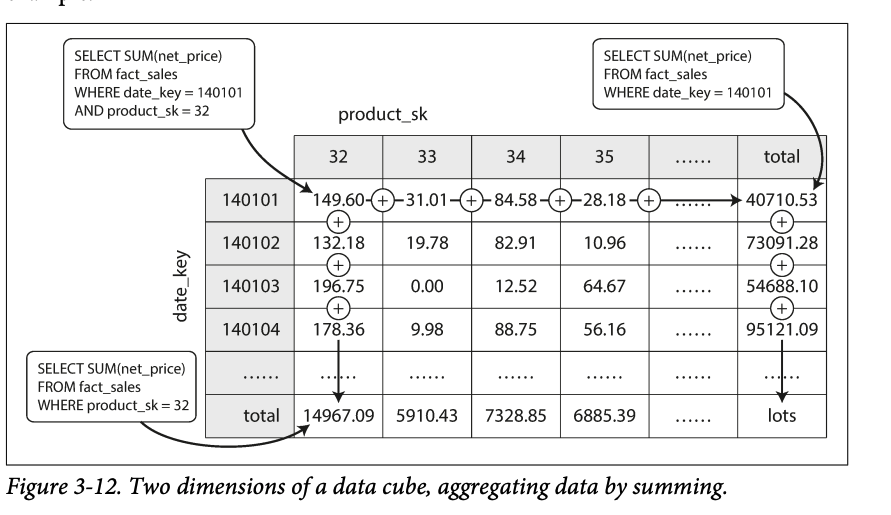 SELECT SUM(net_price)
FROM fact_sales
WHERE date_key = 140101
AND product_sk = 32
SELECT SUM(net_price)
FROM fact_sales
WHERE date_key = 140101
product_sk
32 33 34 35 ...... total
date_key
140101 149.60 + 31.01 + 84.58 + 28.18 + ...... 40710.53
+ +
140102 132.18 19.78 82.91 10.96 ...... 73091.28
+ +
140103 196.75 0.00 12.52 64.67 ...... 54688.10
+ +
140104 178.36 9.98 88.75 56.16 ...... 95121.09
...... ...... ...... ...... ...... ...... ......
total 14967.09 5910.43 7328.85 6885.39 ...... lots
SELECT SUM(net_price)
FROM fact_sales
WHERE product_sk = 32
Figure 3-12. Two dimensions of a data cube, aggregating data by summing.